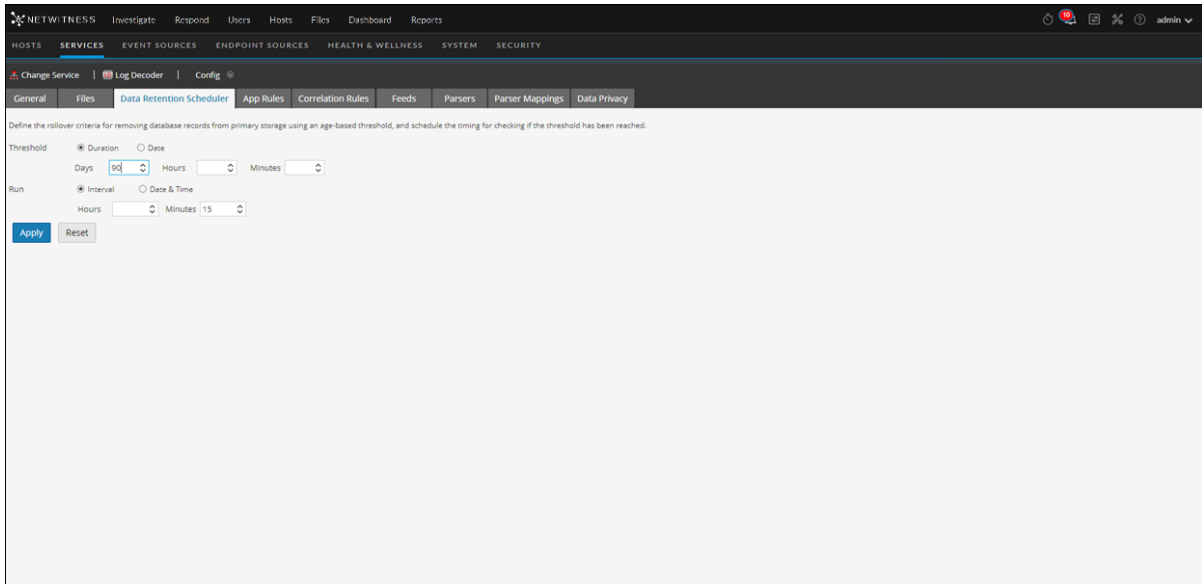 NETWITNESS Investigate Respond Users Hosts Files Dashboard Reports 10 admin
HOSTS SERVICES EVENT SOURCES ENDPOINT SOURCES HEALTH & WELLNESS SYSTEM SECURITY
Change Service | Log Decoder | Config
General Files Data Retention Scheduler App Rules Correlation Rules Feeds Parsers Parser Mappings Data Privacy
Define the rollover criteria for removing database records from primary storage using an age-based threshold, and schedule the timing for checking if the threshold has been reached.
Threshold Duration Date
Days 90 Hours Minutes
Run Interval Date & Time
Hours Minutes 15
Apply Reset